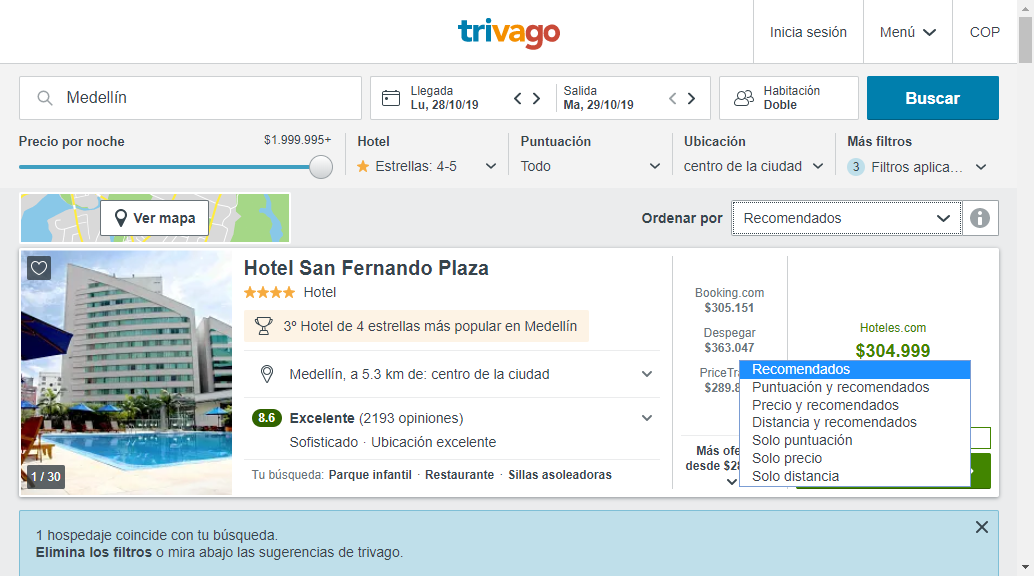 trivago
Inicia sesión
Menú
COP
Medellín
Llegada
Lu, 28/10/19
Salida
Ma, 29/10/19
Habitación
Doble
Buscar
Precio por noche
$1.999.995+
Hotel
Estrellas: 4-5
Puntuación
Todo
Ubicación
centro de la ciudad
Más filtros
3 Filtros aplica...
Ver mapa
Ordenar por
Recomendados
Hotel San Fernando Plaza
Hotel
3º Hotel de 4 estrellas más popular en Medellín
Medellín, a 5.3 km de: centro de la ciudad
8.6 Excelente (2193 opiniones)
Sofisticado · Ubicación excelente
Tu búsqueda: Parque infantil · Restaurante · Sillas asoleadoras
1 / 30
Booking.com
$305.151
Despegar
$363.047
PriceTra
$289.8
Más ofe
desde $28
Hoteles.com
$304.999
Recomendados
Puntuación y recomendados
Precio y recomendados
Distancia y recomendados
Solo puntuación
Solo precio
Solo distancia
1 hospedaje coincide con tu búsqueda.
Elimina los filtros o mira abajo las sugerencias de trivago.